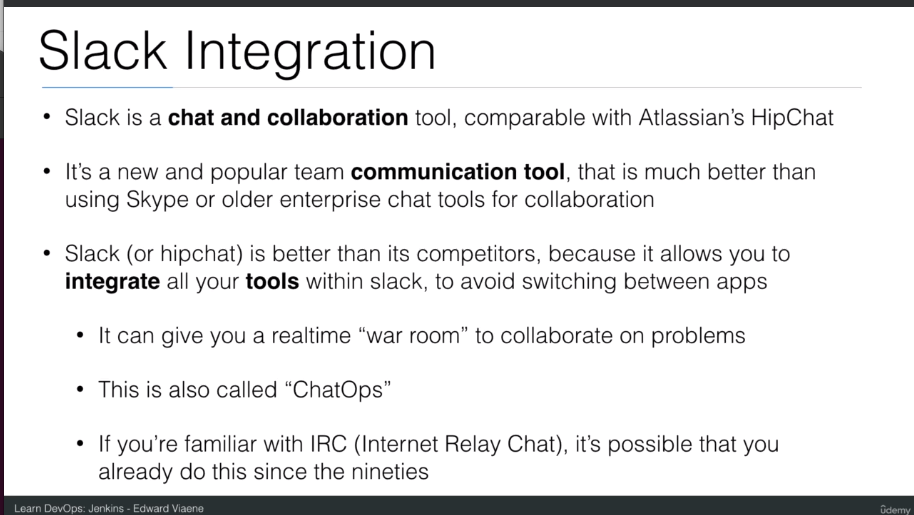 Slack Integration
• Slack is a chat and collaboration tool, comparable with Atlassian’s HipChat
• It’s a new and popular team communication tool, that is much better than
using Skype or older enterprise chat tools for collaboration
• Slack (or hipchat) is better than its competitors, because it allows you to
integrate all your tools within slack, to avoid switching between apps
• It can give you a realtime “war room” to collaborate on problems
• This is also called “ChatOps”
• If you’re familiar with IRC (Internet Relay Chat), it’s possible that you
already do this since the nineties
Learn DevOps: Jenkins - Edward Viaene
ûdemy